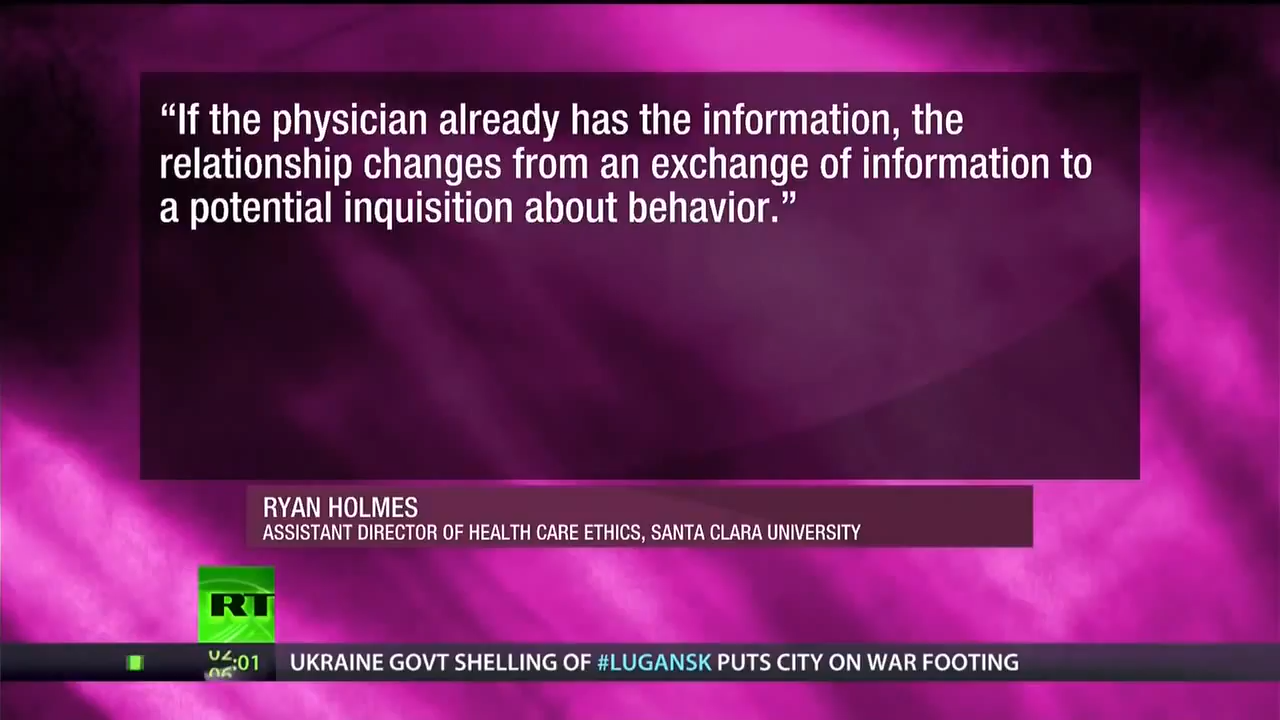 “If the physician already has the information, the
relationship changes from an exchange of information to
a potential inquisition about behavior.”
RYAN HOLMES
ASSISTANT DIRECTOR OF HEALTH CARE ETHICS, SANTA CLARA UNIVERSITY
RT
:01 UKRAINE GOVT SHELLING OF #LUGANSK PUTS CITY ON WAR FOOTING